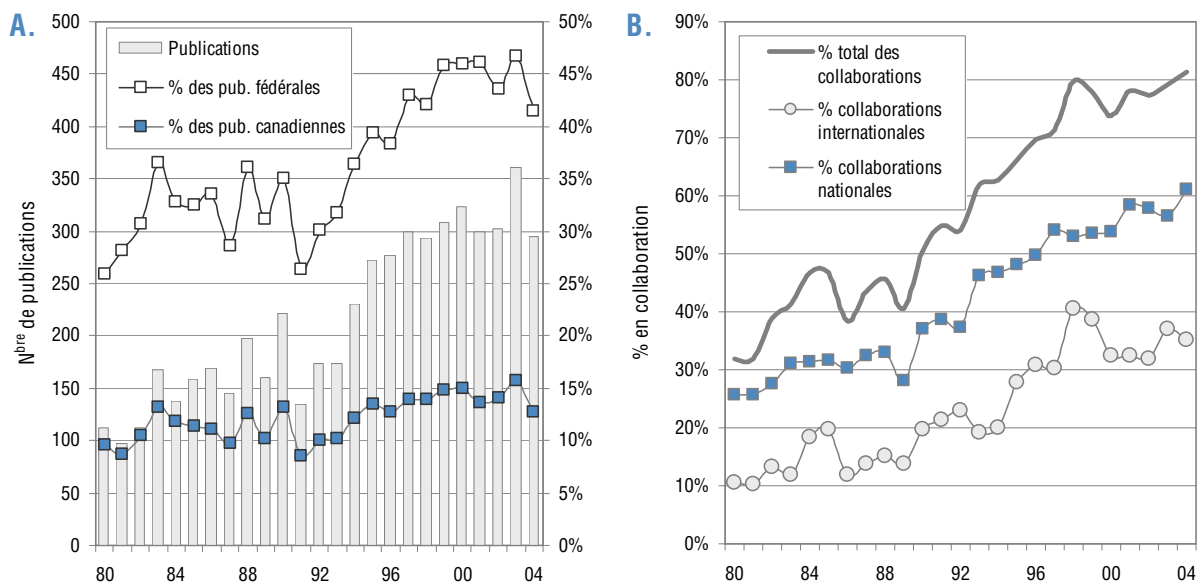 A.
500
450
400
350
300
250
200
150
100
50
0
Nbre de publications
Publications
% des pub. fédérales
% des pub. canadiennes
50%
45%
40%
35%
30%
25%
20%
15%
10%
5%
0%
80 84 88 92 96 00 04
B.
90%
80%
70%
60%
50%
40%
30%
20%
10%
0%
% en collaboration
% total des
collaborations
% collaborations
internationales
% collaborations
nationales
80 84 88 92 96 00 04